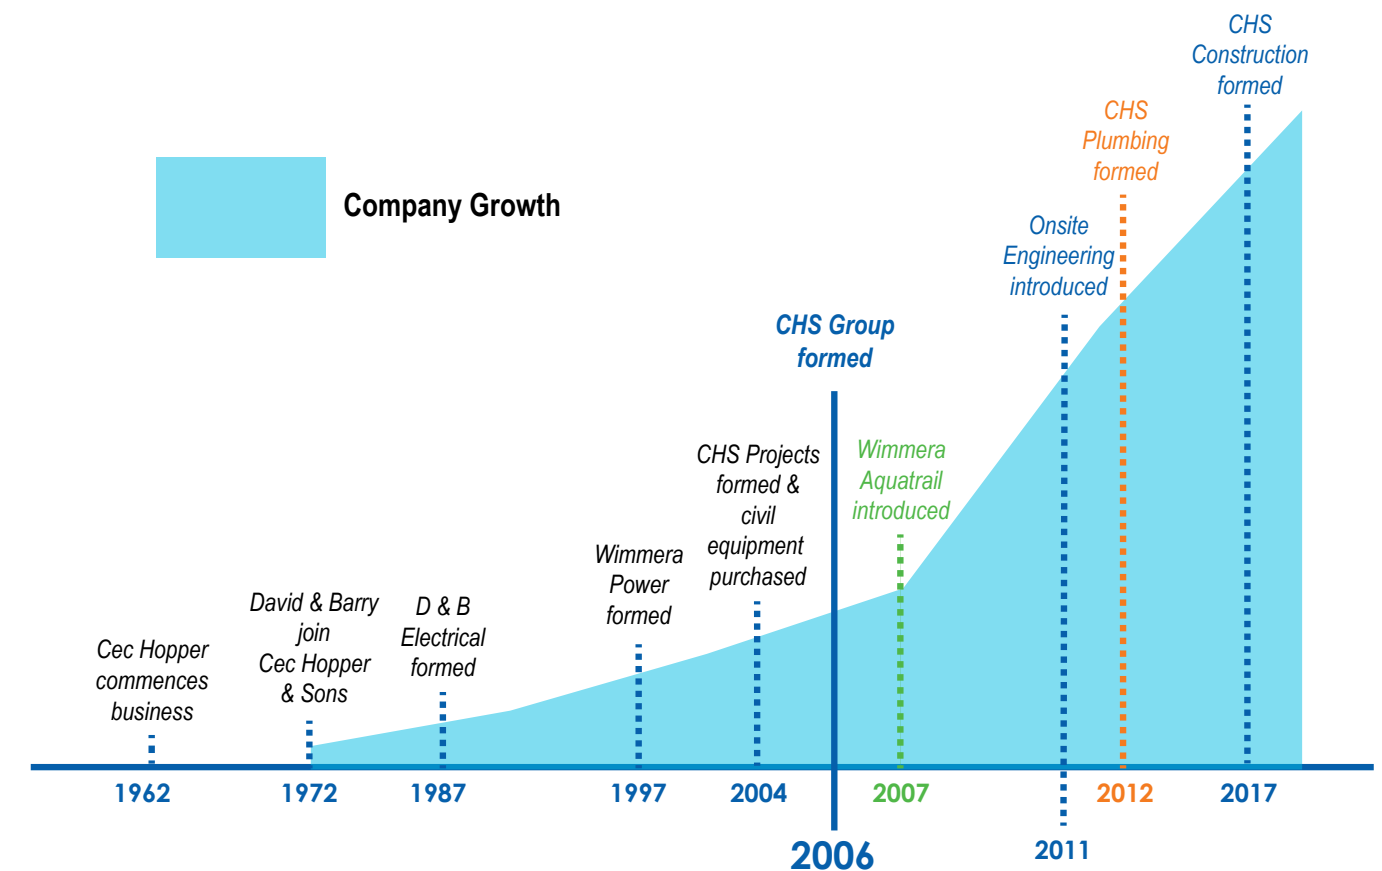 Company Growth
Cec Hopper
commences
business
David & Barry
join
Cec Hopper
& Sons
D & B
Electrical
formed
Wimmera
Power
formed
CHS Projects
formed &
civil
equipment
purchased
CHS Group
formed
Wimmera
Aquatrail
introduced
Onsite
Engineering
introduced
CHS
Plumbing
formed
CHS
Construction
formed
1962
1972
1987
1997
2004
2006
2007
2011
2012
2017